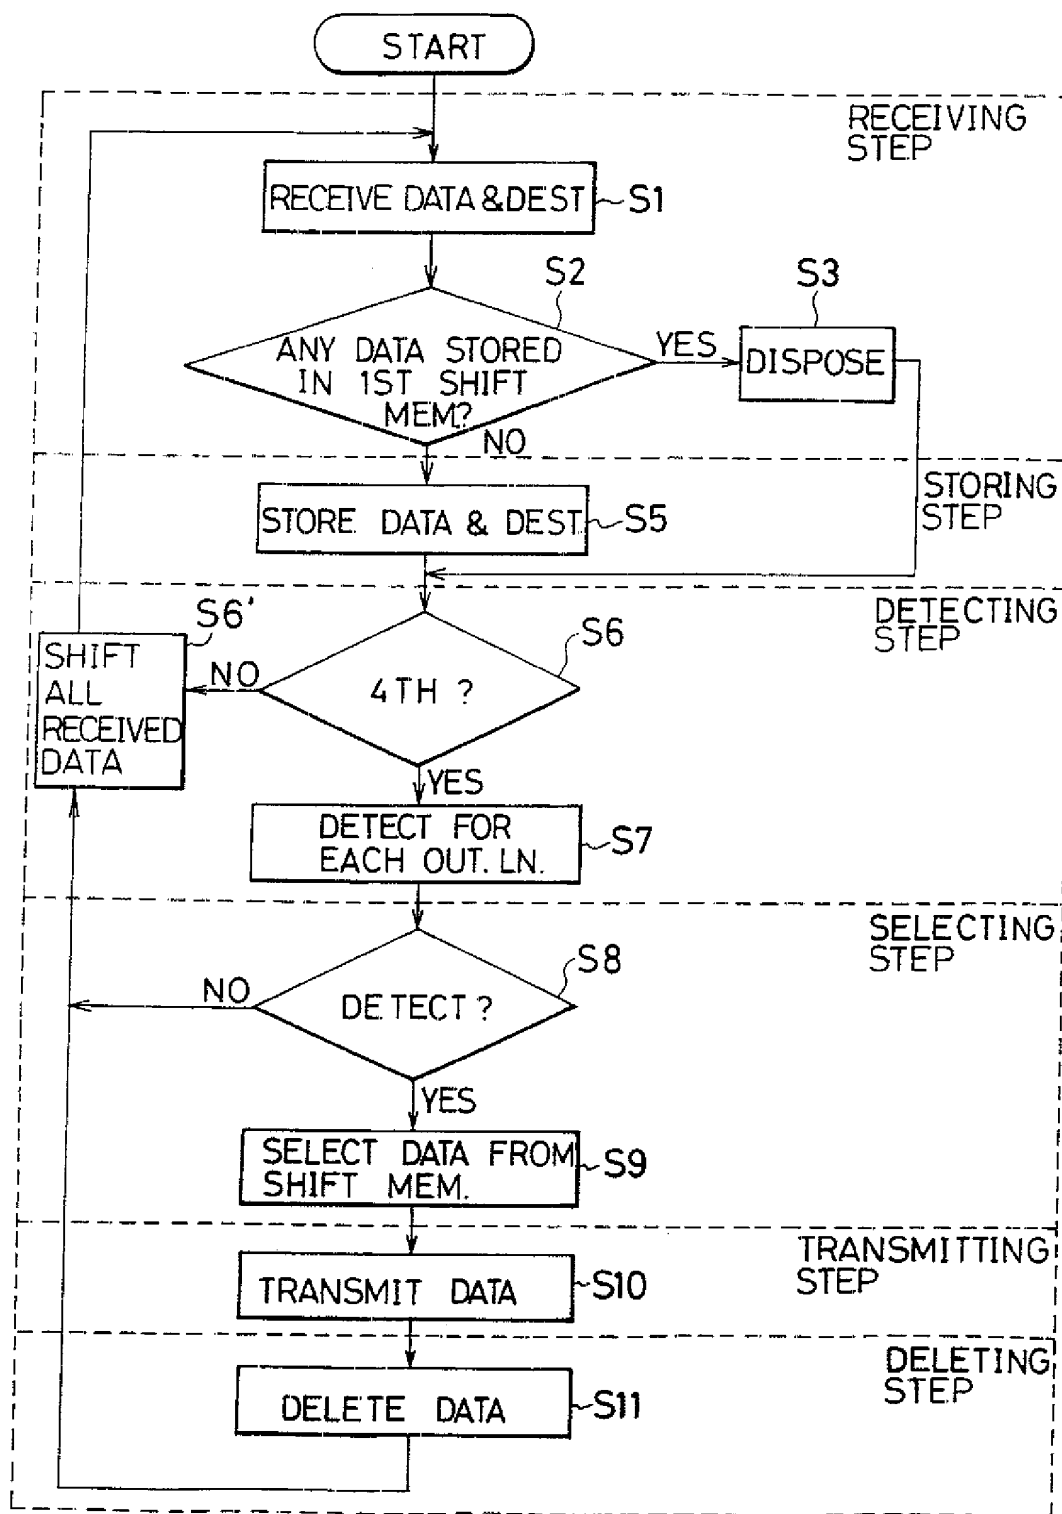 START
RECEIVING
STEP
RECEIVE DATA & DEST
S1
S2
ANY DATA STORED
IN 1ST SHIFT
MEM?
YES
S3
DISPOSE
NO
STORING
STEP
STORE DATA & DEST.
S5
DETECTING
STEP
S6'
SHIFT
ALL
RECEIVED
DATA
NO
S6
4TH ?
YES
DETECT FOR
EACH OUT. LN.
S7
SELECTING
STEP
S8
NO
DETECT ?
YES
SELECT DATA FROM
SHIFT MEM.
S9
TRANSMITTING
STEP
TRANSMIT DATA
S10
DELETING
STEP
DELETE DATA
S11